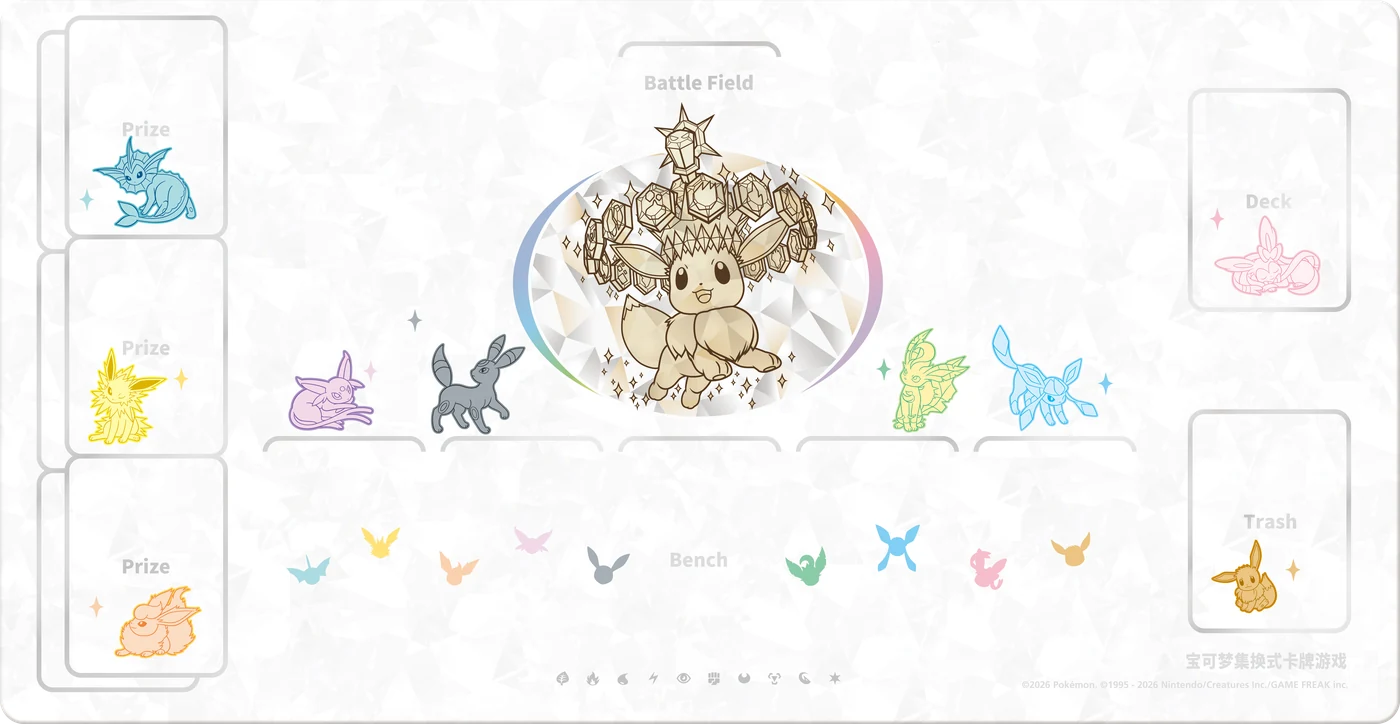 Battle Field
Prize
Deck
Prize
Trash
Bench
Prize
宝可梦集换式卡牌游戏
©2026 Pokémon. ©1995 - 2026 Nintendo/Creatures Inc./GAME FREAK inc.